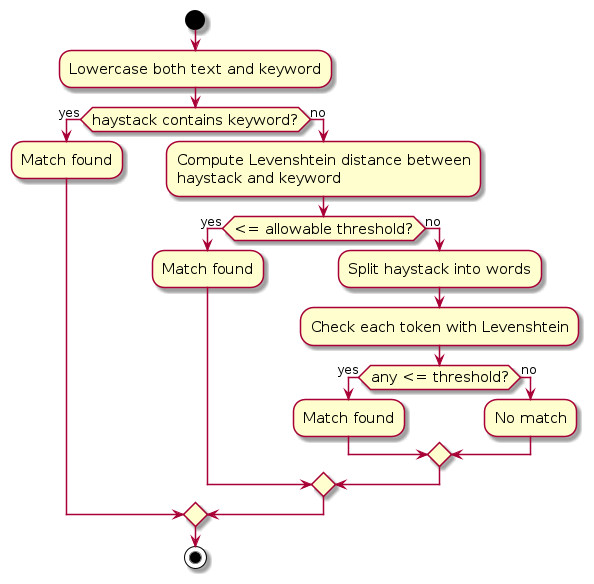 Lowercase both text and keyword
yes
haystack contains keyword?
no
Match found
Compute Levenshtein distance between
haystack and keyword
yes
<= allowable threshold?
no
Match found
Split haystack into words
Check each token with Levenshtein
yes
any <= threshold?
no
Match found
No match